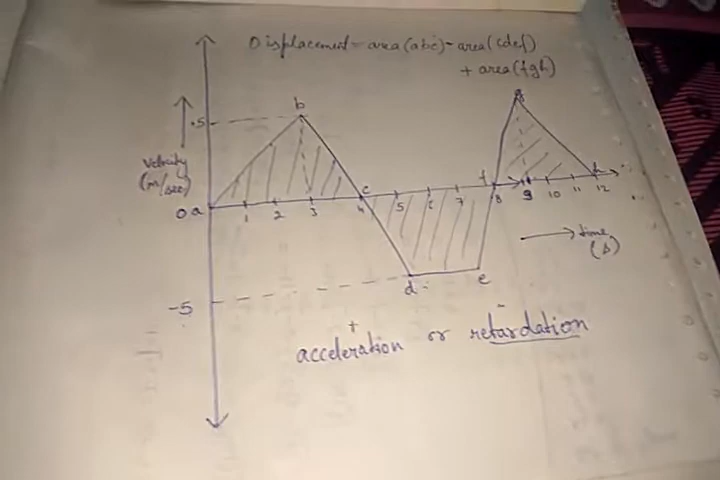 Displacement = area(abc) - area(cdef)
+ area(fgh)
b
g
.5
velocity
(m/sec)
0 a 1 2 3 4 c 5 6 7 f 8 9 10 11 h 12
time
(s)
d
e
-5
+ -
acceleration or retardation